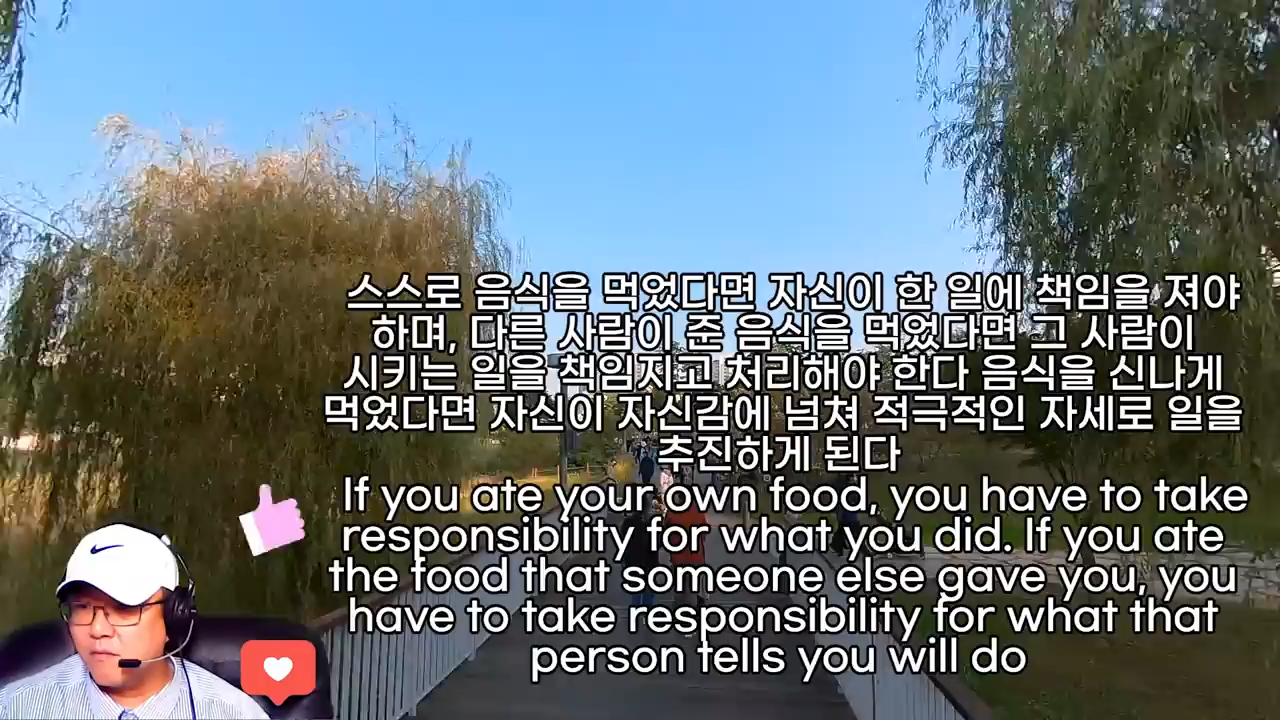 스스로 음식을 먹었다면 자신이 한 일에 책임을 져야
하며, 다른 사람이 준 음식을 먹었다면 그 사람이
시키는 일을 책임지고 처리해야 한다 음식을 신나게
먹었다면 자신이 자신감에 넘쳐 적극적인 자세로 일을
추진하게 된다
If you ate your own food, you have to take
responsibility for what you did. If you ate
the food that someone else gave you, you
have to take responsibility for what that
person tells you will do